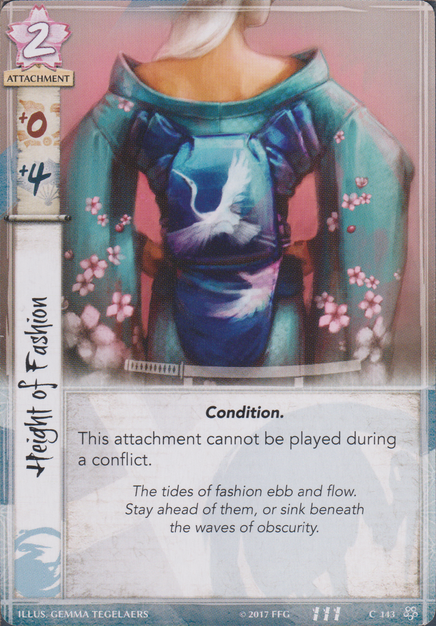 2
ATTACHMENT
+0
+4
Height of Fashion
Condition.
This attachment cannot be played during
a conflict.
The tides of fashion ebb and flow.
Stay ahead of them, or sink beneath
the waves of obscurity.
ILLUS. GEMMA TEGELAERS
© 2017 FFG
C 143